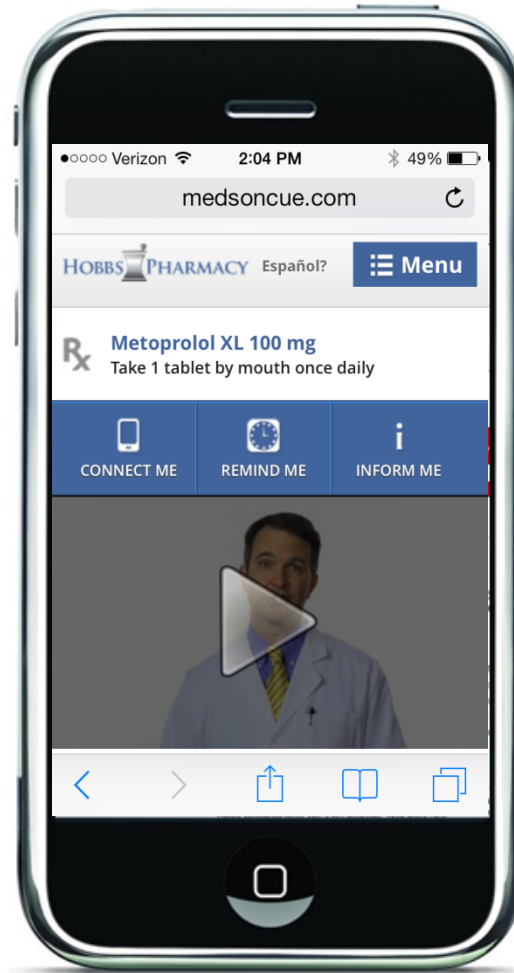 Verizon 2:04 PM 49%
medsoncue.com
HOBBS PHARMACY Español? Menu
Rx Metoprolol XL 100 mg
Take 1 tablet by mouth once daily
CONNECT ME REMIND ME INFORM ME